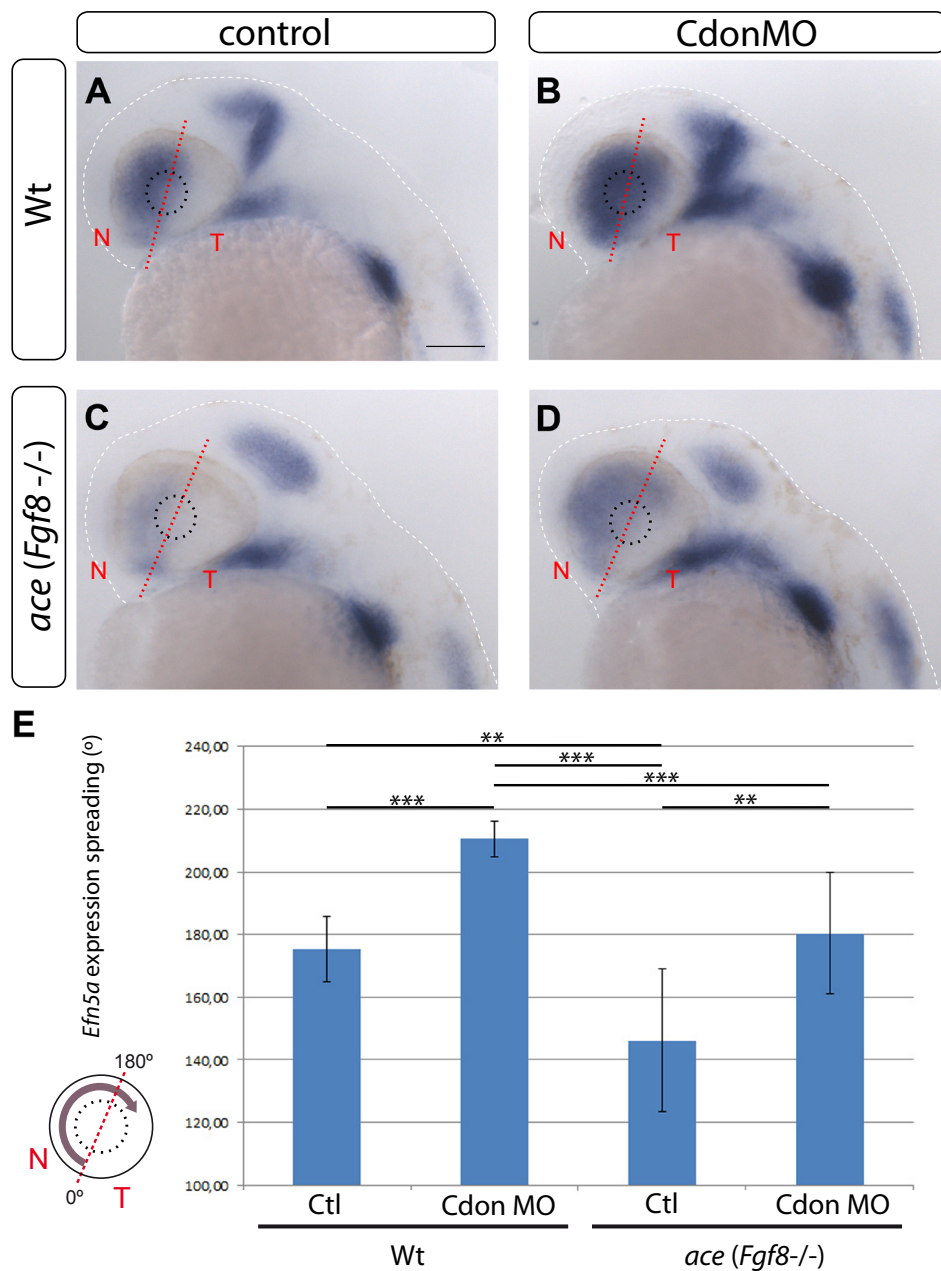 control
CdonMO
Wt
A
N
T
B
N
T
ace (Fgf8 -/-)
C
N
T
D
N
T
E
Efn5a expression spreading (º)
240,00
220,00
200,00
180,00
160,00
140,00
120,00
100,00
**
***
***
***
**
180º
N
0º
T
Ctl
Cdon MO
Ctl
Cdon MO
Wt
ace (Fgf8-/-)